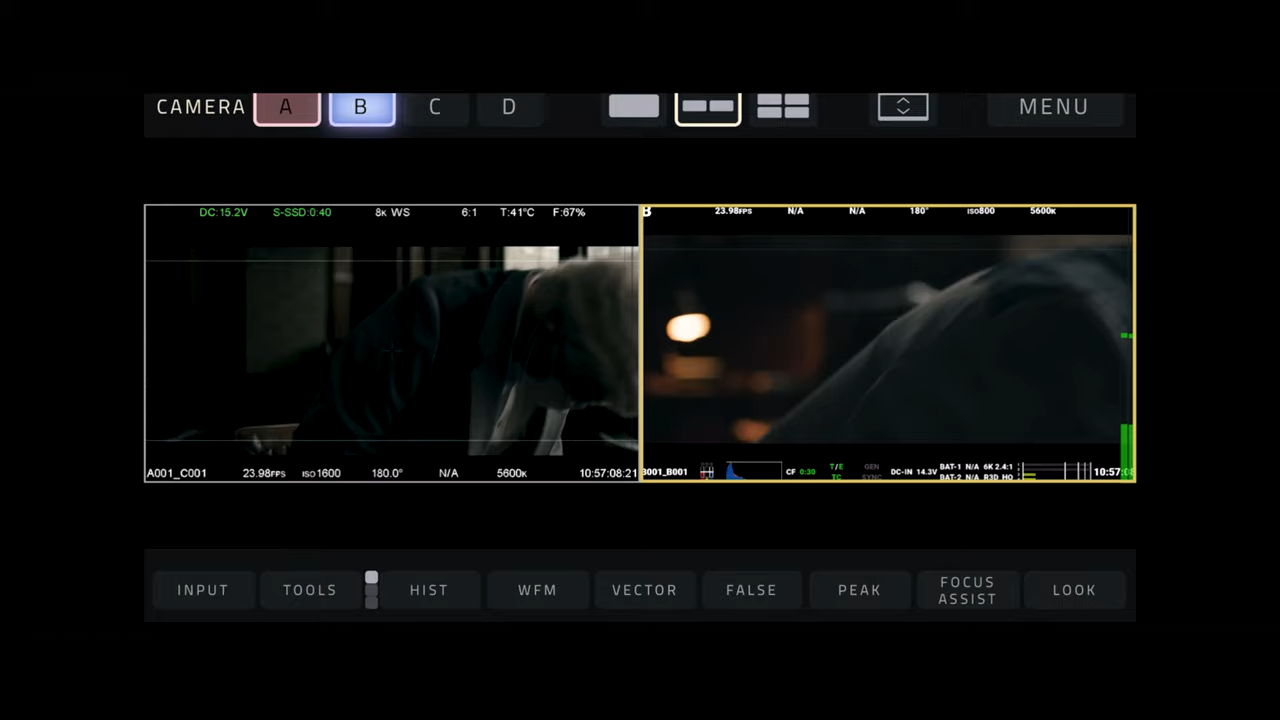 CAMERA A B C D MENU
DC:15.2V S-SSD:0:40 8K WS 6:1 T:41°C F:67%
B 23.98FPS N/A N/A 180° ISO800 5600K
A001_C001 23.98FPS ISO1600 180.0° N/A 5600K 10:57:08:21
B001_B001 CF 0:30 T/E GEN DC-IN 14.3V BAT-1 N/A 6K 2.4:1 10:57:08
TC SYNC BAT-2 N/A R3D HQ
INPUT TOOLS HIST WFM VECTOR FALSE PEAK FOCUS ASSIST LOOK